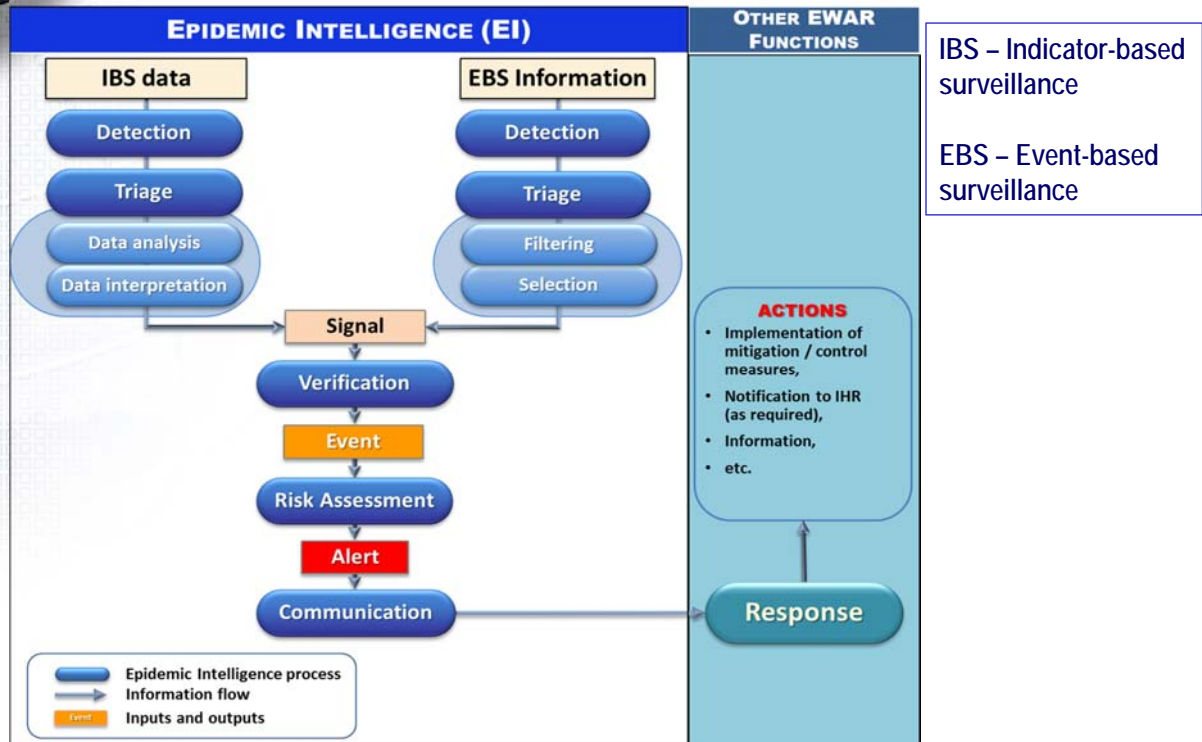 EPIDEMIC INTELLIGENCE (EI)
OTHER EWAR
FUNCTIONS
IBS data
Detection
Triage
Data analysis
Data interpretation
EBS Information
Detection
Triage
Filtering
Selection
Signal
Verification
Event
Risk Assessment
Alert
Communication
Response
ACTIONS
• Implementation of
mitigation / control
measures,
• Notification to IHR
(as required),
• Information,
• etc.
Epidemic Intelligence process
Information flow
Event
Inputs and outputs
IBS – Indicator-based
surveillance
EBS – Event-based
surveillance